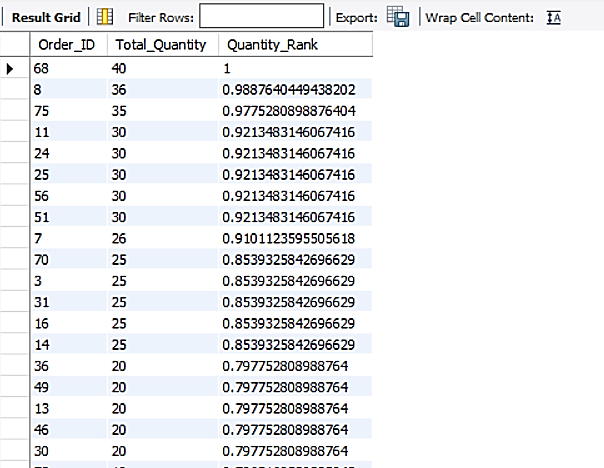 Result Grid Filter Rows: Export: Wrap Cell Content: A
Order_ID Total_Quantity Quantity_Rank
68 40 1
8 36 0.9887640449438202
75 35 0.9775280898876404
11 30 0.9213483146067416
24 30 0.9213483146067416
25 30 0.9213483146067416
56 30 0.9213483146067416
51 30 0.9213483146067416
7 26 0.9101123595505618
70 25 0.8539325842696629
3 25 0.8539325842696629
31 25 0.8539325842696629
16 25 0.8539325842696629
14 25 0.8539325842696629
36 20 0.797752808988764
49 20 0.797752808988764
13 20 0.797752808988764
46 20 0.797752808988764
30 20 0.797752808988764